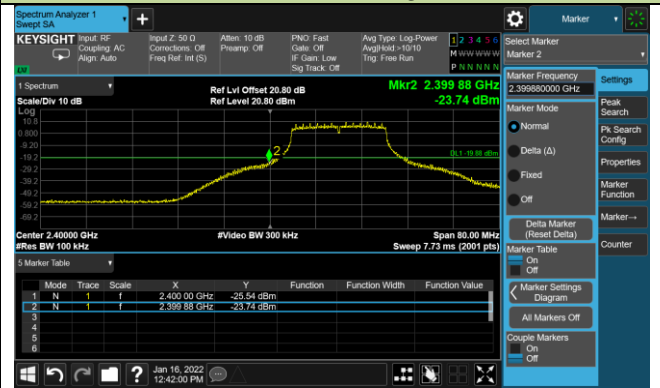 Spectrum Analyzer 1
Swept SA
Marker
KEYSIGHT
Input: RF
Coupling: AC
Align: Auto
Input Z: 50 Ω
Corrections: Off
Freq Ref: Int (S)
Atten: 10 dB
Preamp: Off
PNO: Fast
Gate: Off
IF Gain: Low
Sig Track: Off
Avg Type: Log-Power
Avg|Hold:>10/10
Trig: Free Run
1 2 3 4 5 6
M W W W W W
P N N N N N
LXI
1 Spectrum
Scale/Div 10 dB
Log
Ref Lvl Offset 20.80 dB
Ref Level 20.80 dBm
Mkr2 2.399 88 GHz
-23.74 dBm
10.8
0.800
-9.20
-19.2
-29.2
-39.2
-49.2
-59.2
-69.2
2
DL1 -19.88 dBm
Center 2.40000 GHz
#Res BW 100 kHz
#Video BW 300 kHz
Span 80.00 MHz
Sweep 7.73 ms (2001 pts)
5 Marker Table
Mode Trace Scale X Y Function Function Width Function Value
1 N 1 f 2.400 00 GHz -25.54 dBm
2 N 1 f 2.399 88 GHz -23.74 dBm
3
4
5
6
Select Marker
Marker 2
Marker Frequency
2.399880000 GHz
Marker Mode
Normal
Delta (Δ)
Fixed
Off
Delta Marker
(Reset Delta)
Marker Table
On
Off
Marker Settings
Diagram
All Markers Off
Couple Markers
On
Off
Settings
Peak
Search
Pk Search
Config
Properties
Marker
Function
Marker→
Counter
?
Jan 16, 2022
12:42:00 PM